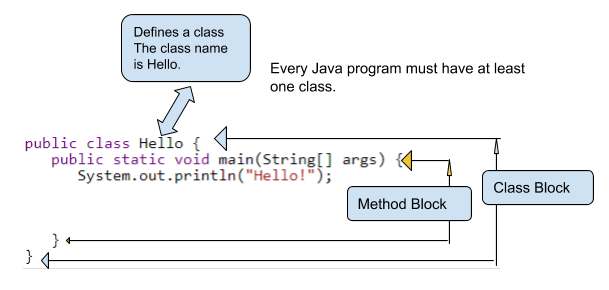 Defines a class
The class name
is Hello.
Every Java program must have at least
one class.
public class Hello {
public static void main(String[] args) {
System.out.println("Hello!");
Class Block
Method Block
}
}